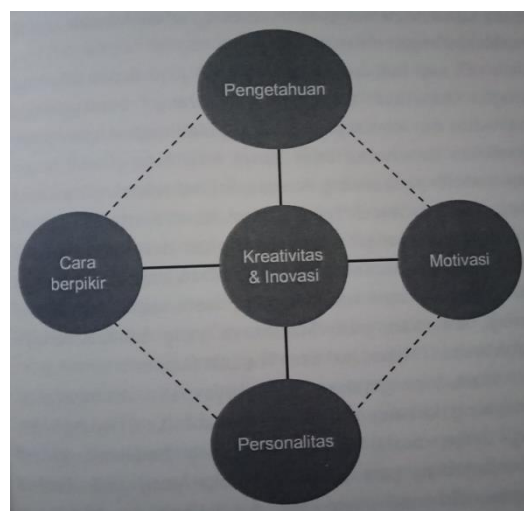 Pengetahuan
Cara
berpikir
Kreativitas
& Inovasi
Motivasi
Personalitas